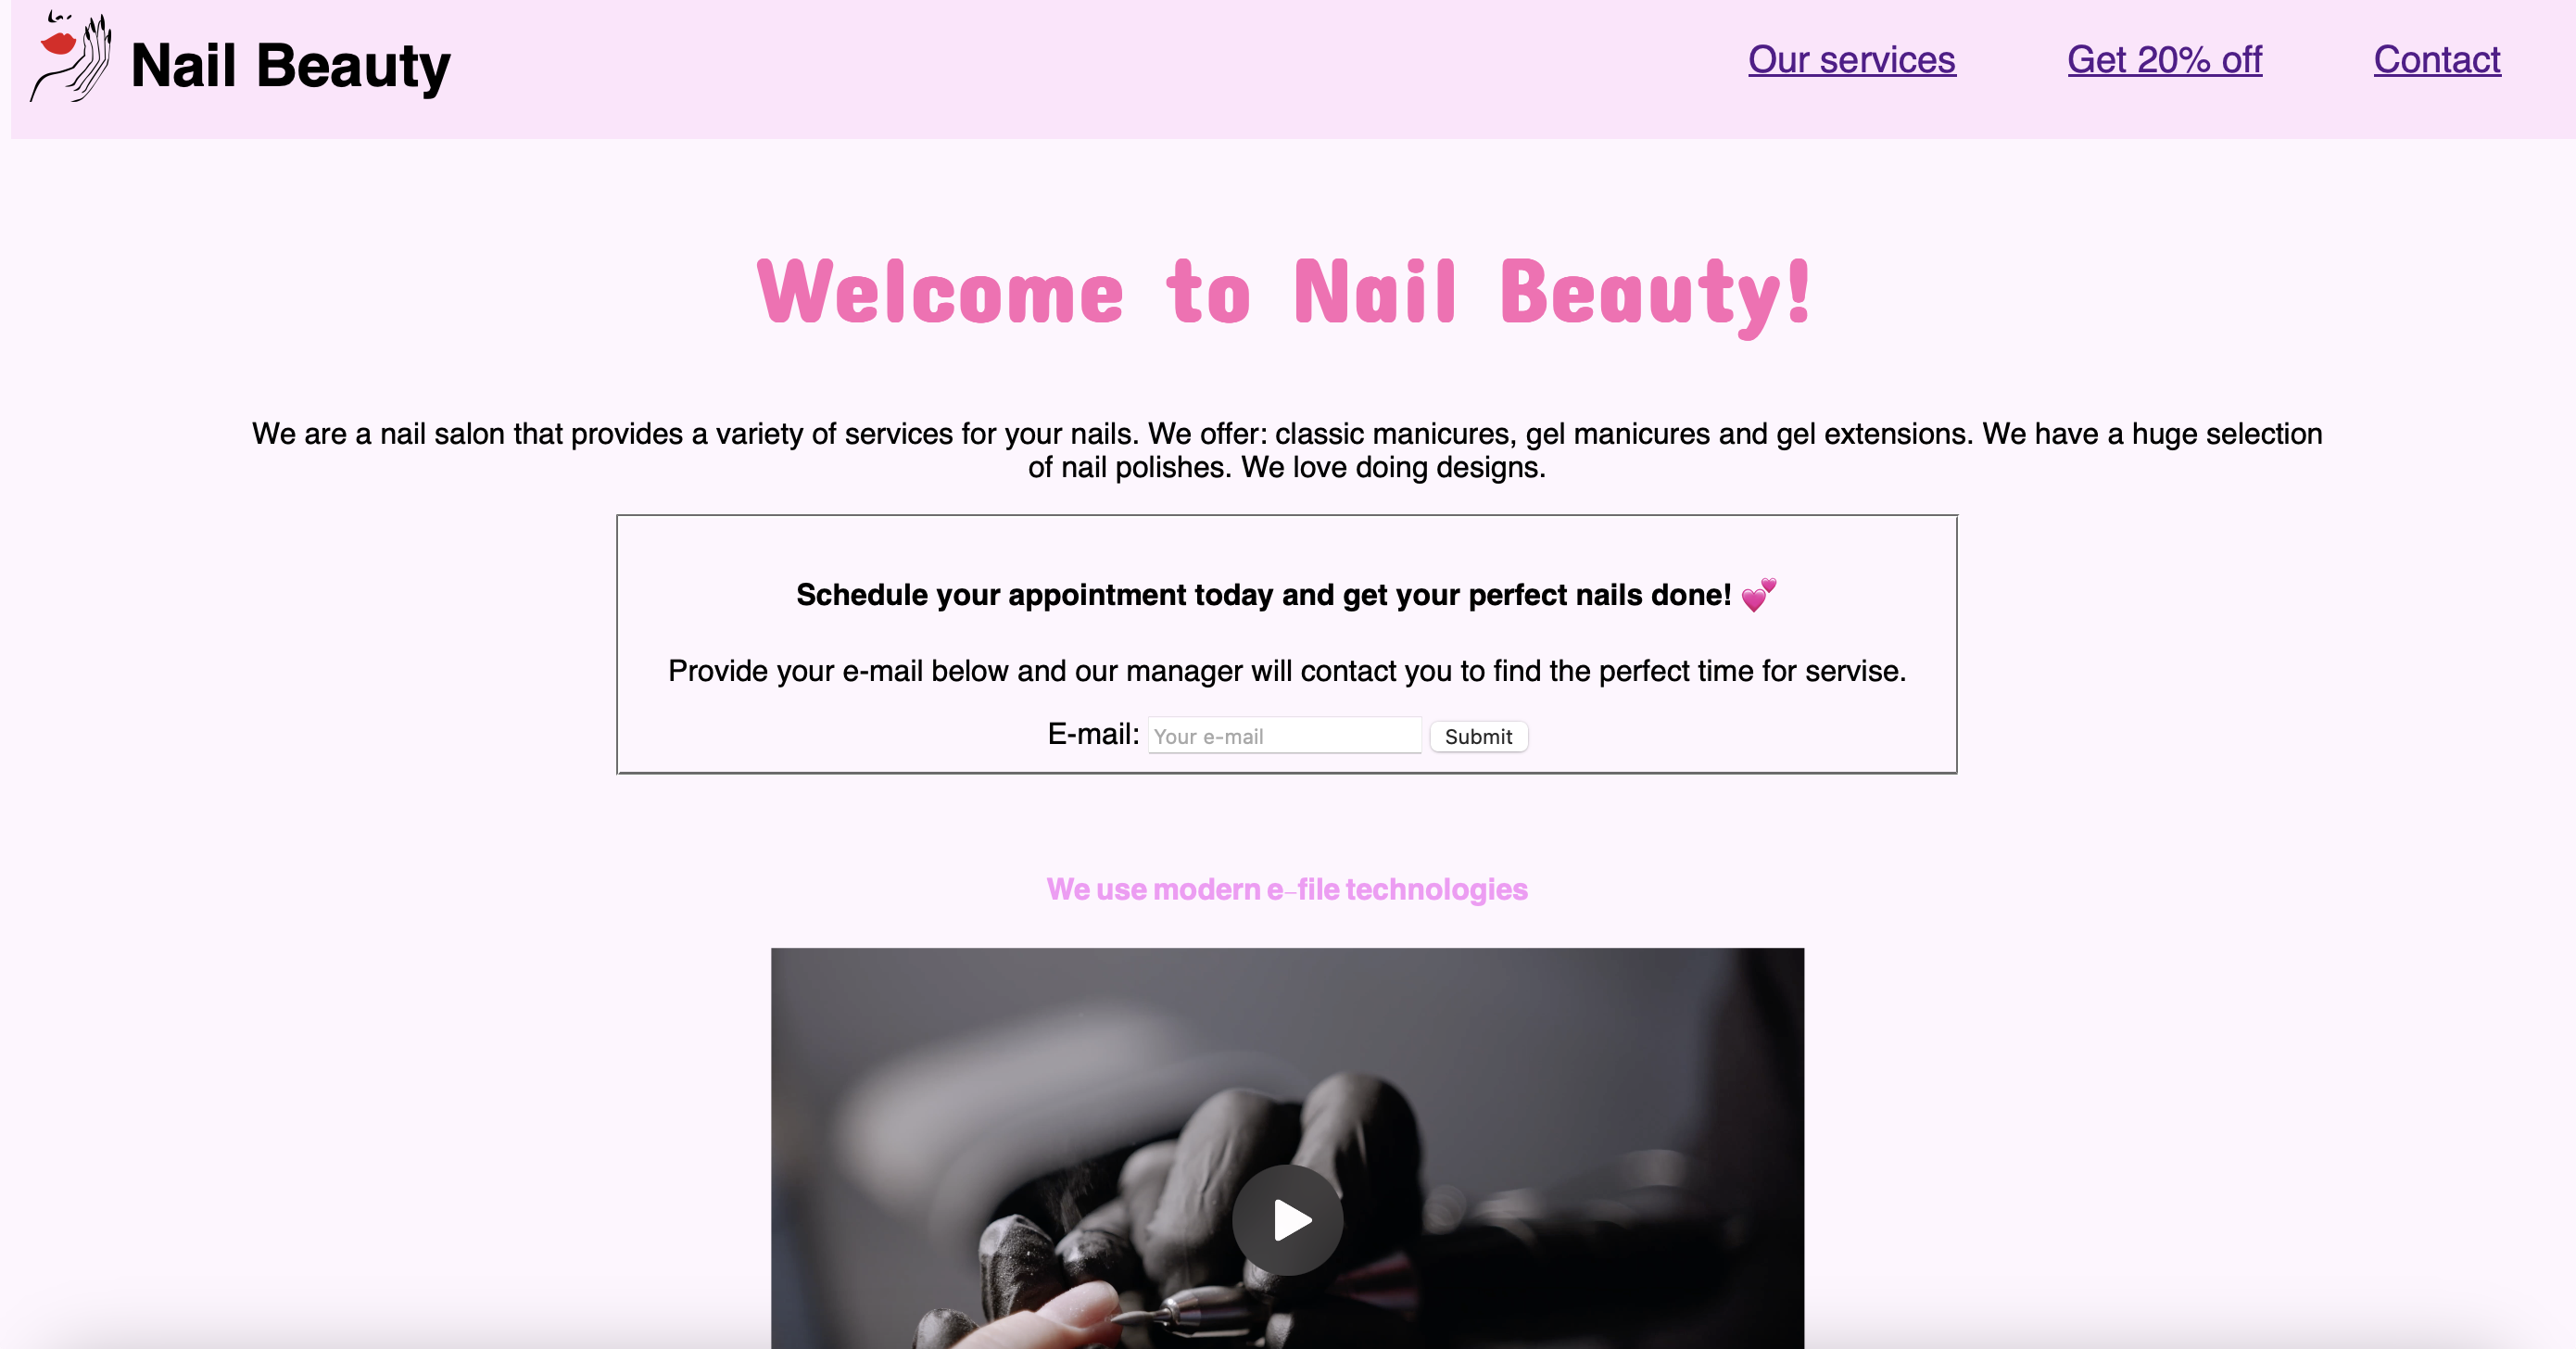 Nail Beauty
Our services
Get 20% off
Contact
Welcome to Nail Beauty!
We are a nail salon that provides a variety of services for your nails. We offer: classic manicures, gel manicures and gel extensions. We have a huge selection
of nail polishes. We love doing designs.
Schedule your appointment today and get your perfect nails done! 💕
Provide your e-mail below and our manager will contact you to find the perfect time for servise.
E-mail: Your e-mail Submit
We use modern e-file technologies